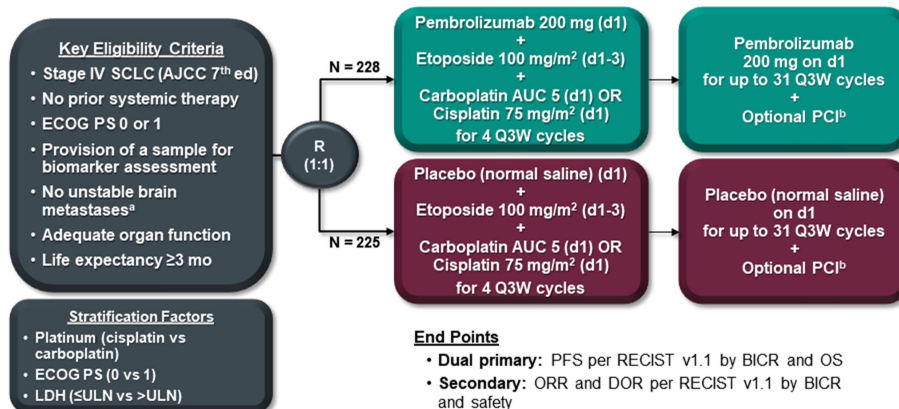 Key Eligibility Criteria
• Stage IV SCLC (AJCC 7th ed)
• No prior systemic therapy
• ECOG PS 0 or 1
• Provision of a sample for
biomarker assessment
• No unstable brain
metastasesᵃ
• Adequate organ function
• Life expectancy ≥3 mo
Stratification Factors
• Platinum (cisplatin vs
carboplatin)
• ECOG PS (0 vs 1)
• LDH (≤ULN vs >ULN)
R
(1:1)
N = 228
N = 225
Pembrolizumab 200 mg (d1)
+
Etoposide 100 mg/m² (d1-3)
+
Carboplatin AUC 5 (d1) OR
Cisplatin 75 mg/m² (d1)
for 4 Q3W cycles
Pembrolizumab
200 mg on d1
for up to 31 Q3W cycles
+
Optional PCIᵇ
Placebo (normal saline) (d1)
+
Etoposide 100 mg/m² (d1-3)
+
Carboplatin AUC 5 (d1) OR
Cisplatin 75 mg/m² (d1)
for 4 Q3W cycles
Placebo (normal saline)
on d1
for up to 31 Q3W cycles
+
Optional PCIᵇ
End Points
• Dual primary: PFS per RECIST v1.1 by BICR and OS
• Secondary: ORR and DOR per RECIST v1.1 by BICR
and safety